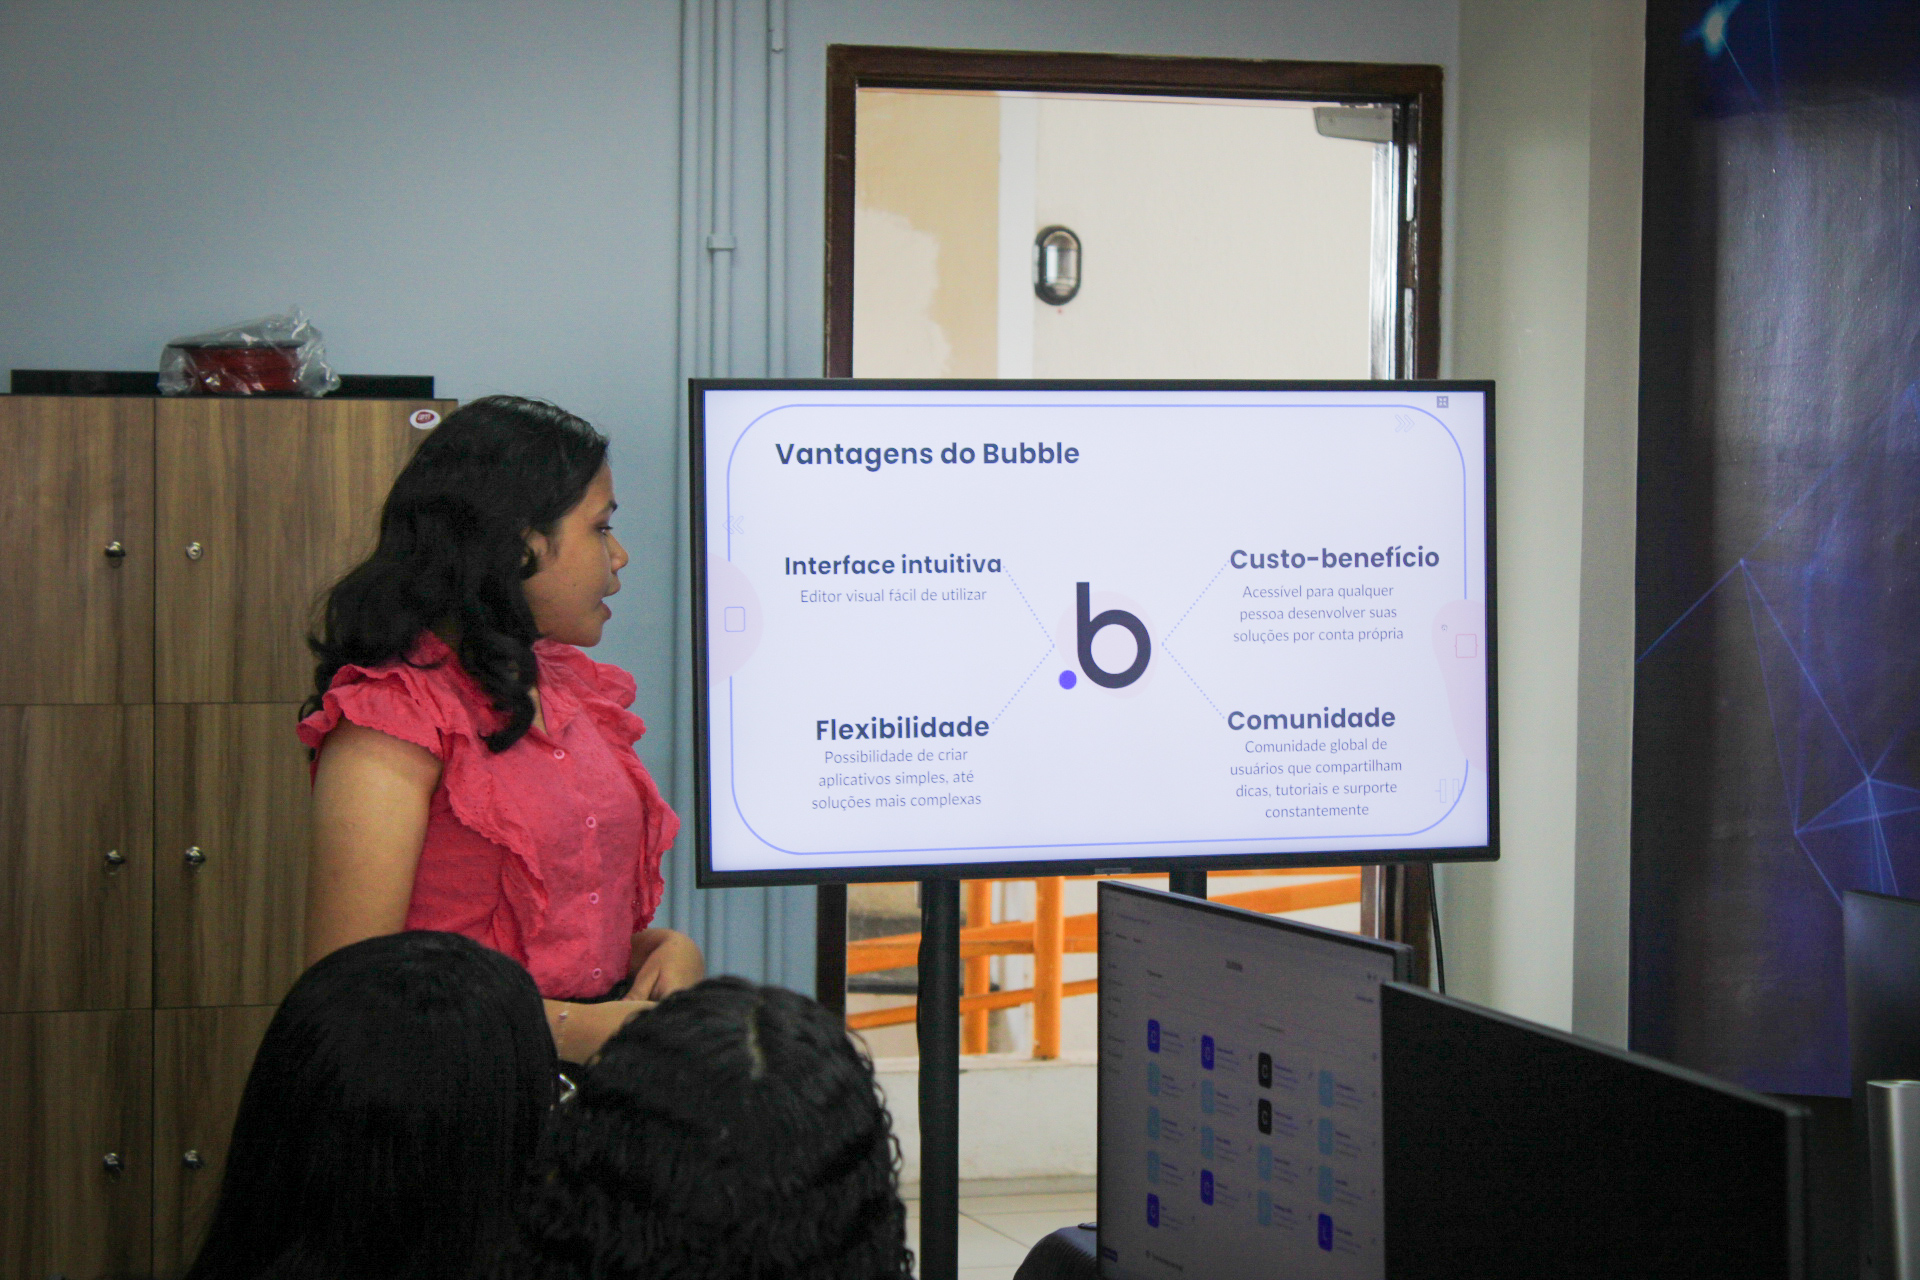 Vantagens do Bubble
Interface intuitiva
Editor visual fácil de utilizar
Flexibilidade
Possibilidade de criar
aplicativos simples, até
soluções mais complexas
.b
Custo-benefício
Acessível para qualquer
pessoa desenvolver suas
soluções por conta própria
Comunidade
Comunidade global de
usuários que compartilham
dicas, tutoriais e surporte
constantemente